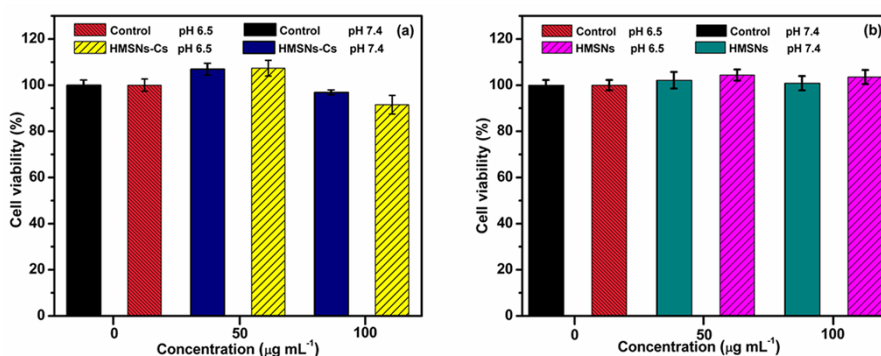 Control pH 6.5 Control pH 7.4 (a)
HMSNs-Cs pH 6.5 HMSNs-Cs pH 7.4
120
100
80
60
40
20
0
Cell viability (%)
0 50 100
Concentration (μg mL⁻¹)
Control pH 6.5 Control pH 7.4 (b)
HMSNs pH 6.5 HMSNs pH 7.4
120
100
80
60
40
20
0
Cell viability (%)
0 50 100
Concentration (μg mL⁻¹)